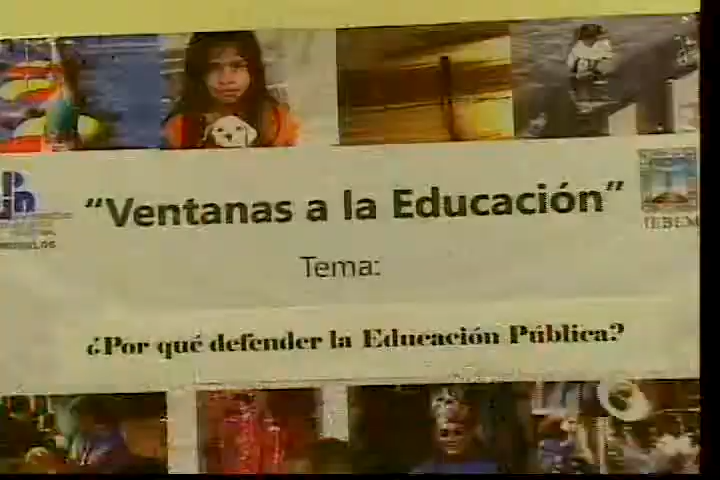 "Ventanas a la Educación"
Tema:
¿Por qué defender la Educación Pública?
IEBEM